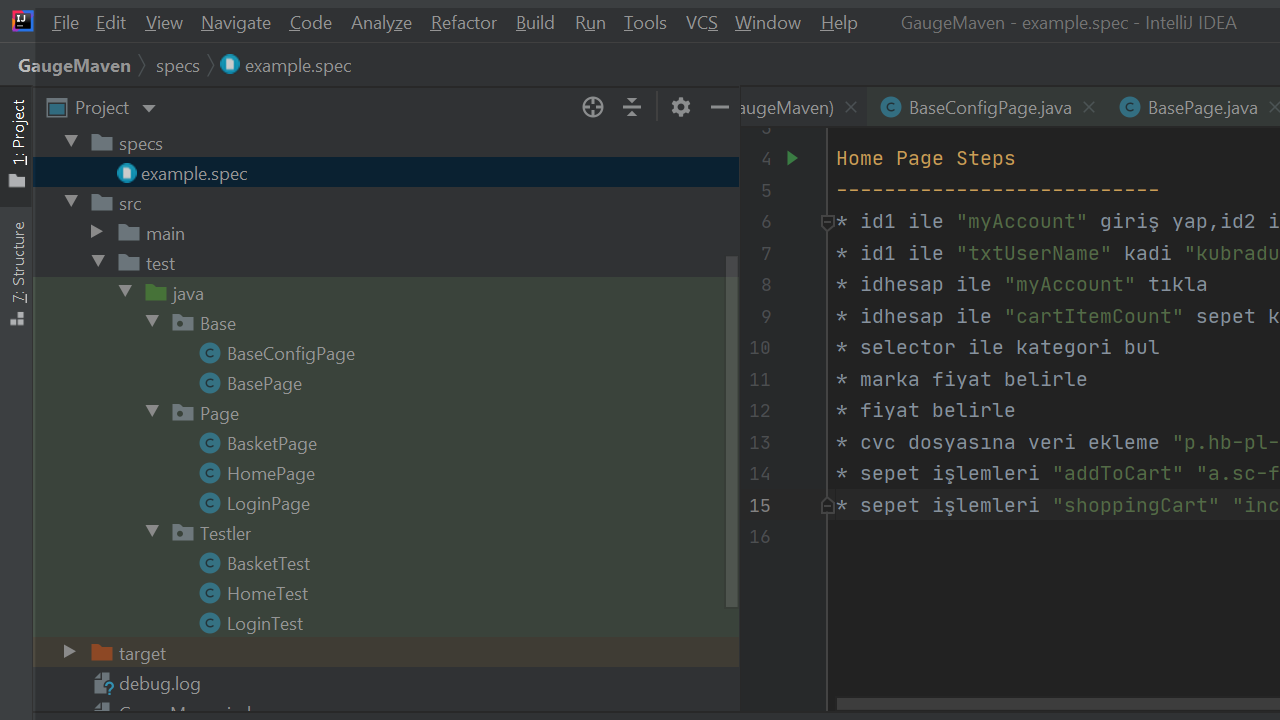 File Edit View Navigate Code Analyze Refactor Build Run Tools VCS Window Help GaugeMaven - example.spec - IntelliJ IDEA
GaugeMaven specs example.spec
1: Project
7: Structure
Project
specs
example.spec
src
main
test
java
Base
BaseConfigPage
BasePage
Page
BasketPage
HomePage
LoginPage
Testler
BasketTest
HomeTest
LoginTest
target
debug.log
augeMaven) BaseConfigPage.java BasePage.java
4 Home Page Steps
5 ---------------------------
6 * id1 ile "myAccount" giriş yap,id2 i
7 * id1 ile "txtUserName" kadi "kubradu
8 * idhesap ile "myAccount" tıkla
9 * idhesap ile "cartItemCount" sepet k
10 * selector ile kategori bul
11 * marka fiyat belirle
12 * fiyat belirle
13 * cvc dosyasına veri ekleme "p.hb-pl-
14 * sepet işlemleri "addToCart" "a.sc-f
15 * sepet işlemleri "shoppingCart" "inc
16